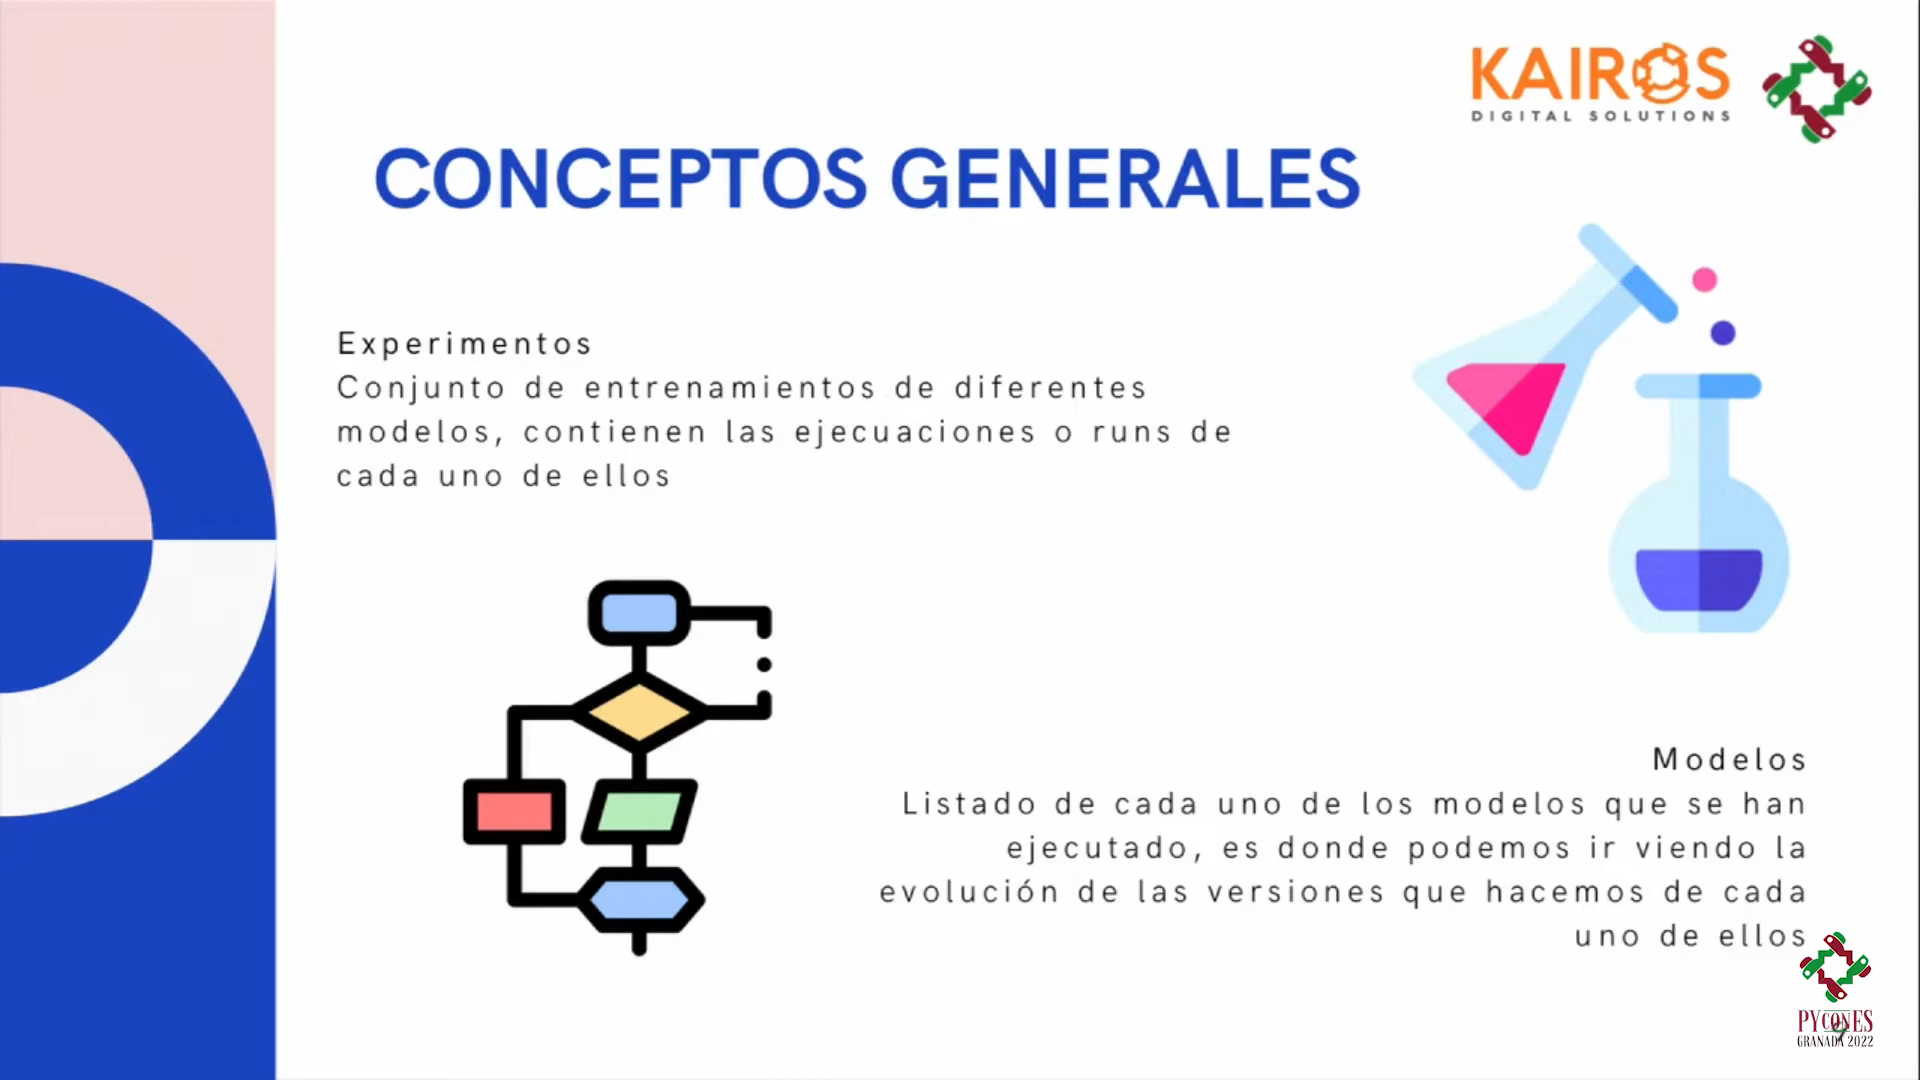 KAIROS
DIGITAL SOLUTIONS
CONCEPTOS GENERALES
Experimentos
Conjunto de entrenamientos de diferentes
modelos, contienen las ejecuaciones o runs de
cada uno de ellos
Modelos
Listado de cada uno de los modelos que se han
ejecutado, es donde podemos ir viendo la
evolución de las versiones que hacemos de cada
uno de ellos
PYCONES
GRANADA 2022
9